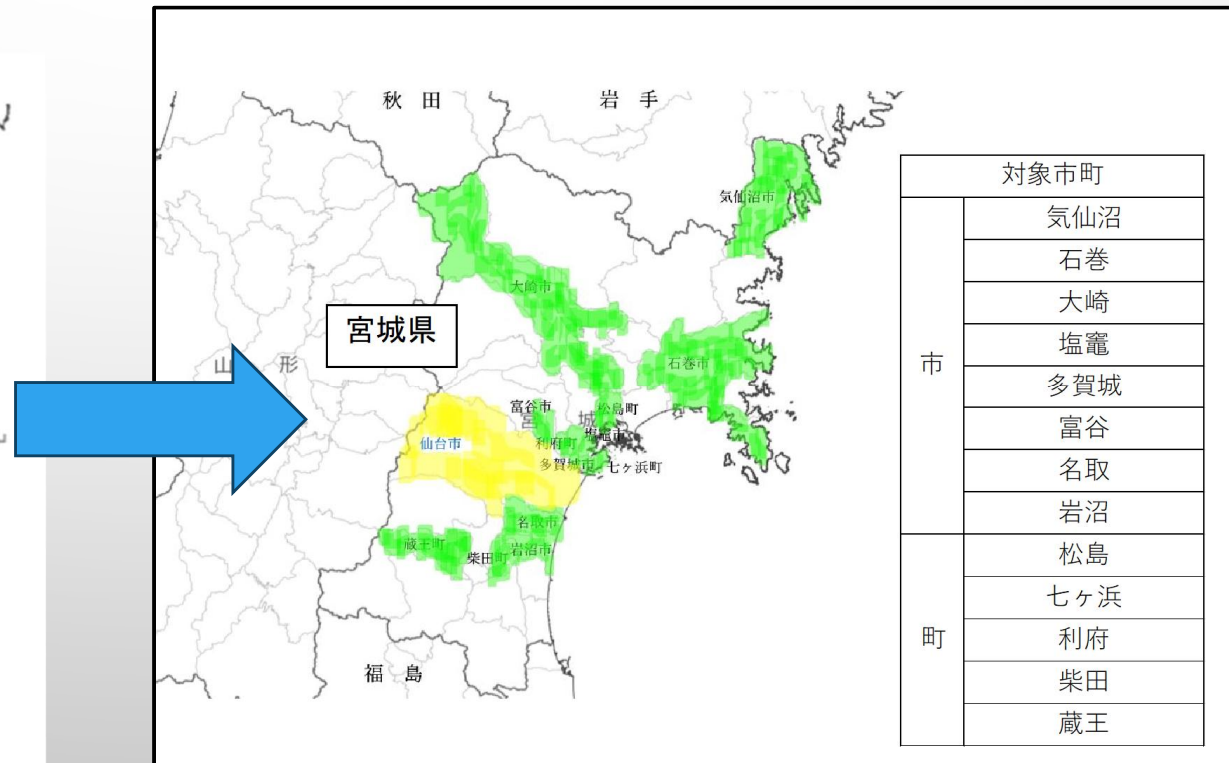 秋 田
岩 手
気仙沼市
大崎市
宮城県
山 形
石巻市
富谷市
松島町
宮 城
仙台市
利府町
塩竈市
多賀城市
七ヶ浜町
名取市
蔵王町
柴田町
岩沼市
福 島
対象市町
市
気仙沼
石巻
大崎
塩竈
多賀城
富谷
名取
岩沼
町
松島
七ヶ浜
利府
柴田
蔵王